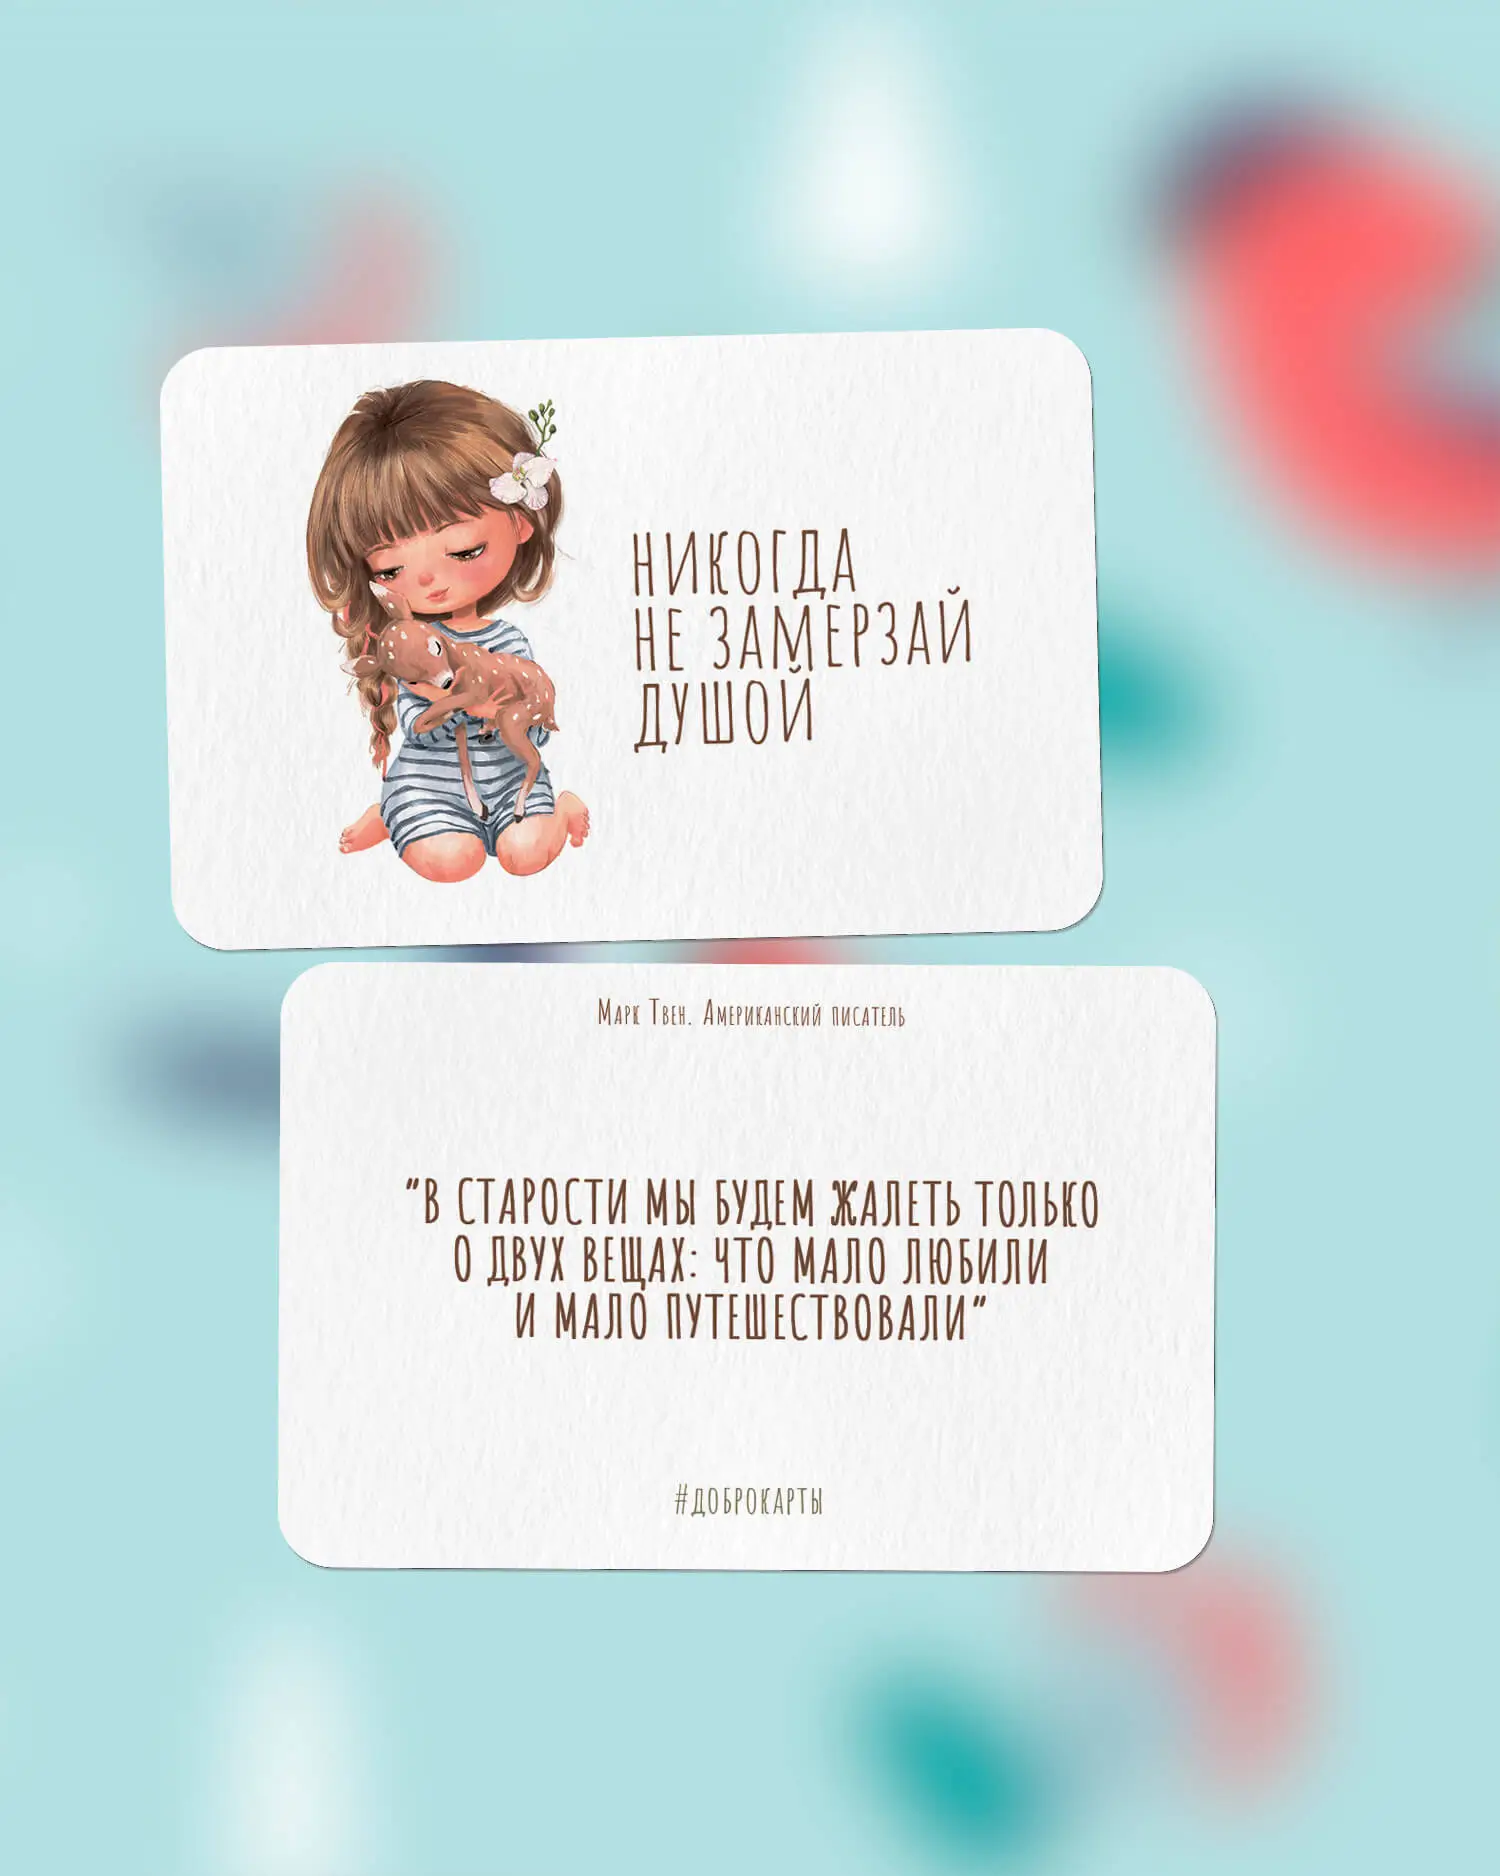 НИКОГДА
НЕ ЗАМЕРЗАЙ
ДУШОЙ
Марк Твен. Американский писатель
"В СТАРОСТИ МЫ БУДЕМ ЖАЛЕТЬ ТОЛЬКО
О ДВУХ ВЕЩАХ: ЧТО МАЛО ЛЮБИЛИ
И МАЛО ПУТЕШЕСТВОВАЛИ"
#ДОБРОКАРТЫ